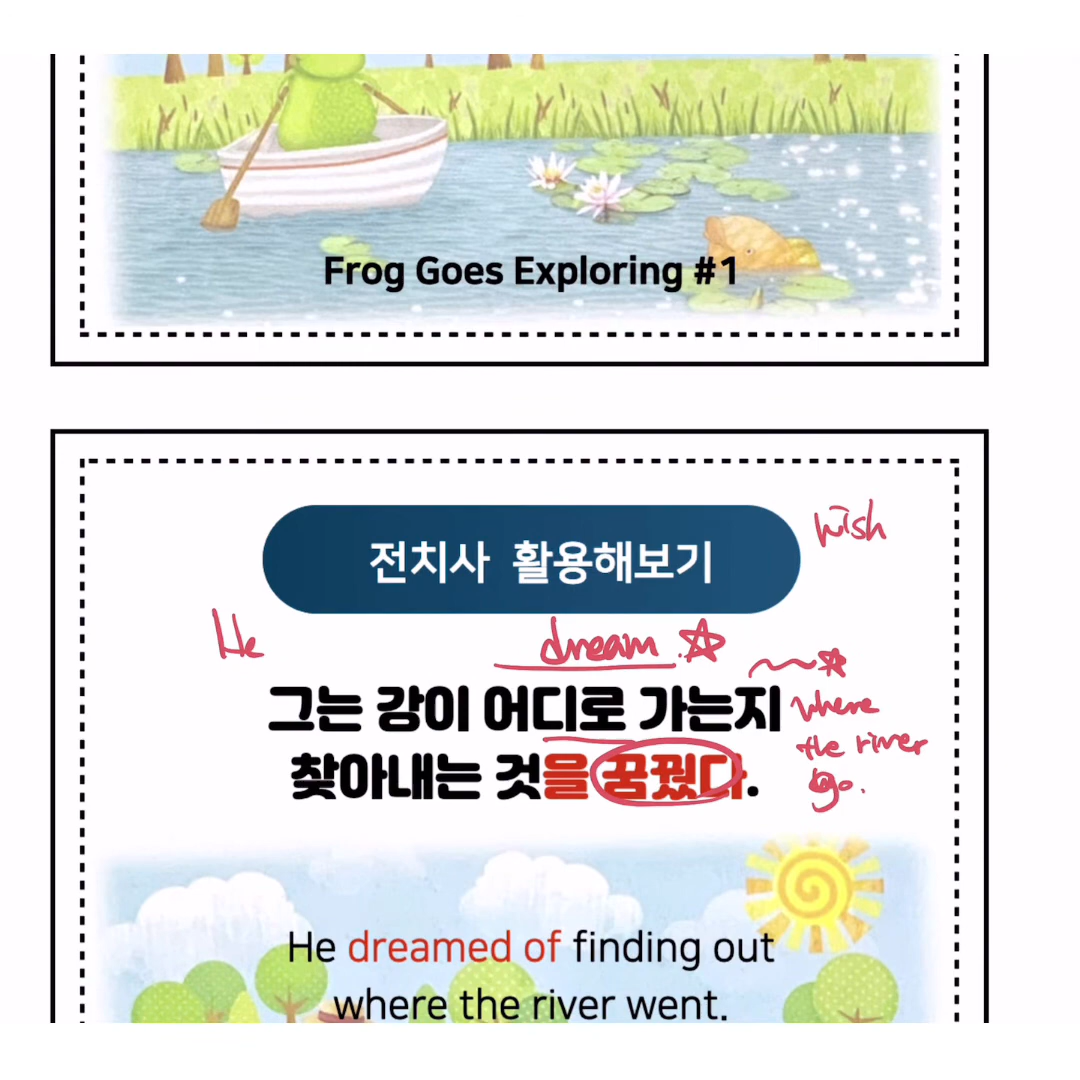 Frog Goes Exploring #1
전치사 활용해보기
wish
He
dream
그는 강이 어디로 가는지
찾아내는 것을 꿈꿨다.
where
the river
go.
He dreamed of finding out
where the river went.